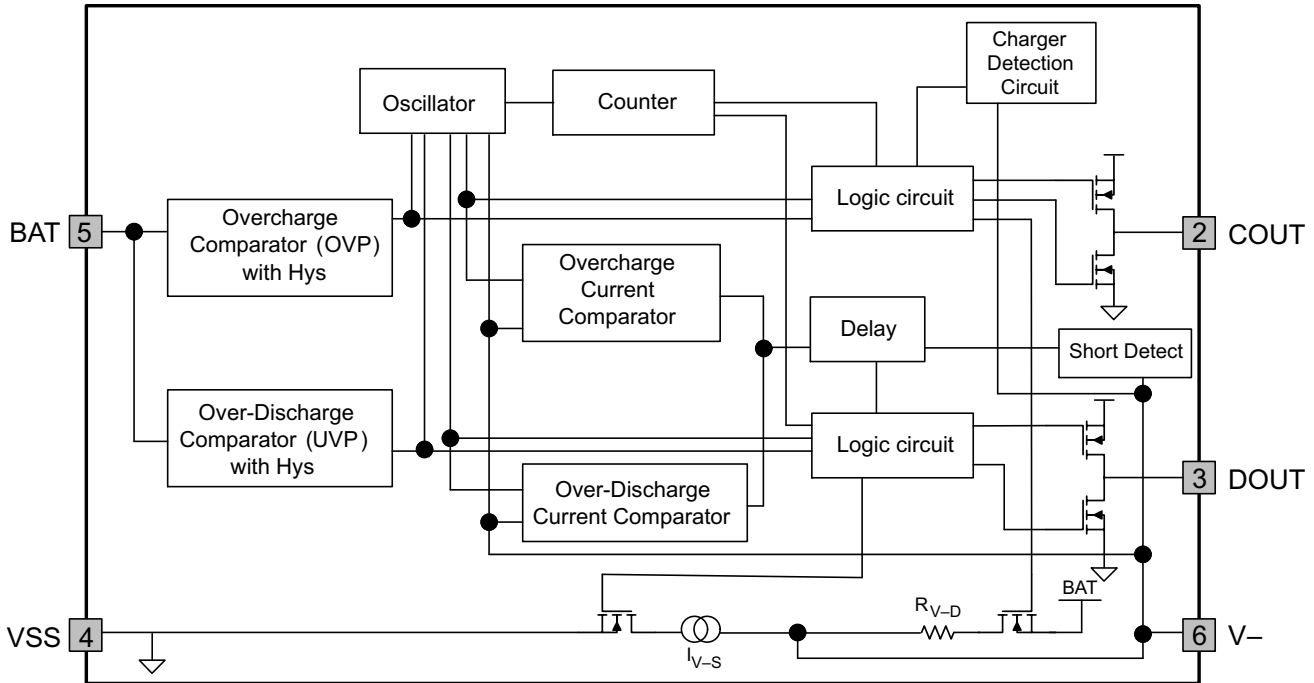 Charger
Detection
Circuit
Oscillator
Counter
Logic circuit
BAT
5
Overcharge
Comparator (OVP)
with Hys
2
COUT
Overcharge
Current
Comparator
Delay
Short Detect
Over-Discharge
Comparator (UVP)
with Hys
Logic circuit
3
DOUT
Over-Discharge
Current Comparator
BAT
R V–D
VSS
4
I V–S
6
V–